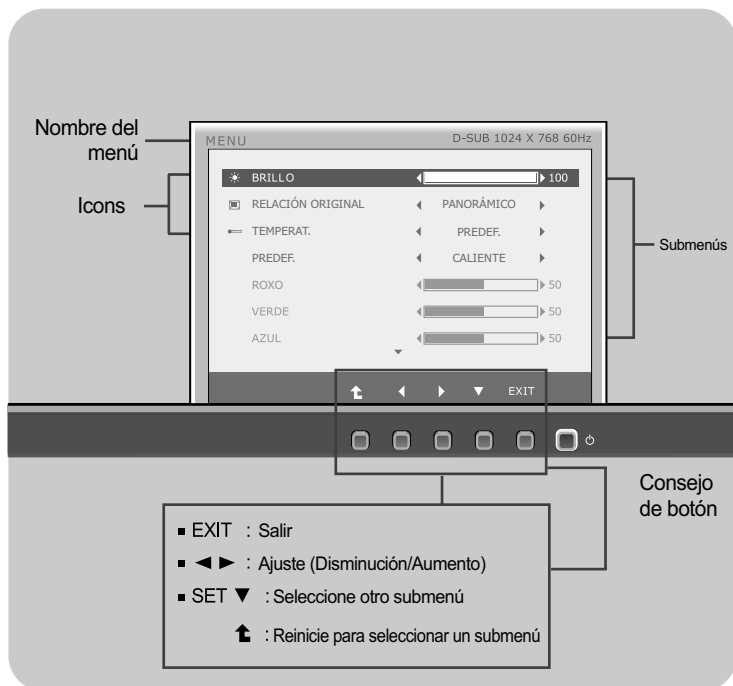 Nombre del
menú
Icons
MENU D-SUB 1024 X 768 60Hz
BRILLO 100
RELACIÓN ORIGINAL PANORÁMICO
TEMPERAT. PREDEF.
PREDEF. CALIENTE
ROXO 50
VERDE 50
AZUL 50
Submenús
EXIT
Consejo
de botón
EXIT : Salir
◄ ► : Ajuste (Disminución/Aumento)
SET ▼ : Seleccione otro submenú
: Reinicie para seleccionar un submenú